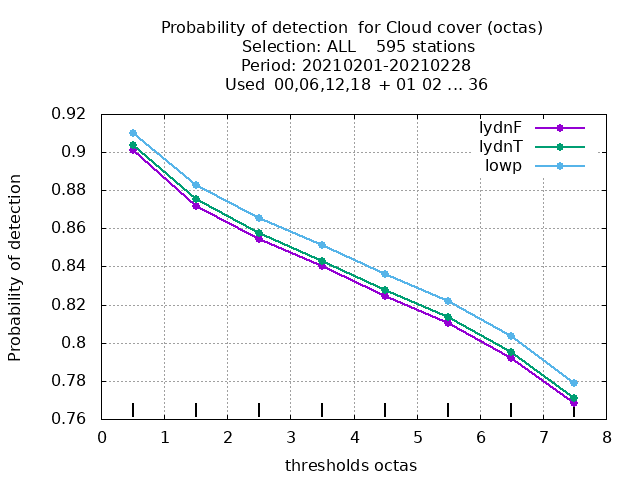 Probability of detection  for Cloud cover (octas)
Selection: ALL    595 stations
Period: 20210201-20210228
Used  00,06,12,18  + 01 02 ... 36
0.92
0.9
0.88
0.86
0.84
0.82
0.8
0.78
0.76
Probability of detection
lydnF
lydnT
lowp
0 1 2 3 4 5 6 7 8
thresholds octas